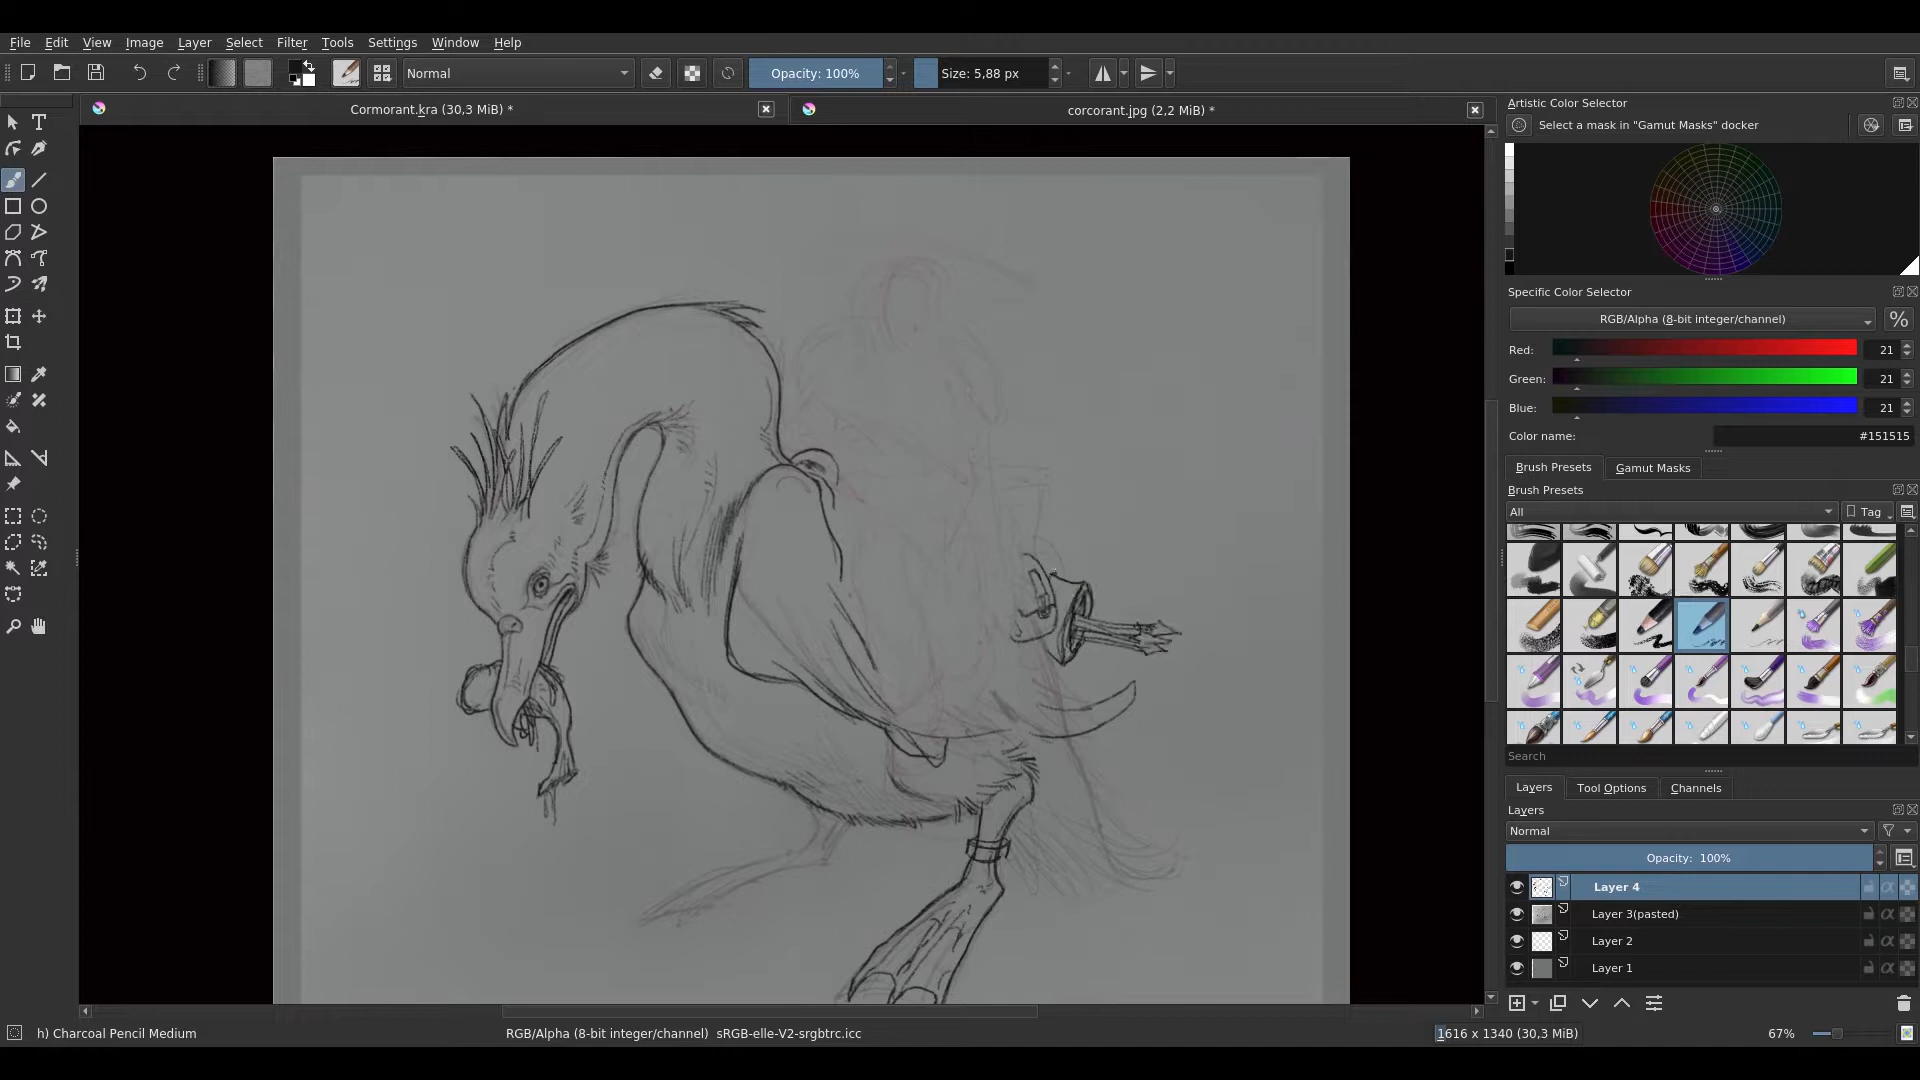 File Edit View Image Layer Select Filter Tools Settings Window Help
Normal
Opacity: 100%
Size: 5,88 px
Cormorant.kra (30,3 MiB) *
corcorant.jpg (2,2 MiB) *
Artistic Color Selector
Select a mask in "Gamut Masks" docker
Specific Color Selector
RGB/Alpha (8-bit integer/channel)
%
Red: 21
Green: 21
Blue: 21
Color name: #151515
Brush Presets
Gamut Masks
Brush Presets
All
Tag
Search
Layers
Tool Options
Channels
Layers
Normal
Opacity: 100%
Layer 4
Layer 3(pasted)
Layer 2
Layer 1
h) Charcoal Pencil Medium
RGB/Alpha (8-bit integer/channel) sRGB-elle-V2-srgbtrc.icc
1616 x 1340 (30,3 MiB)
67%